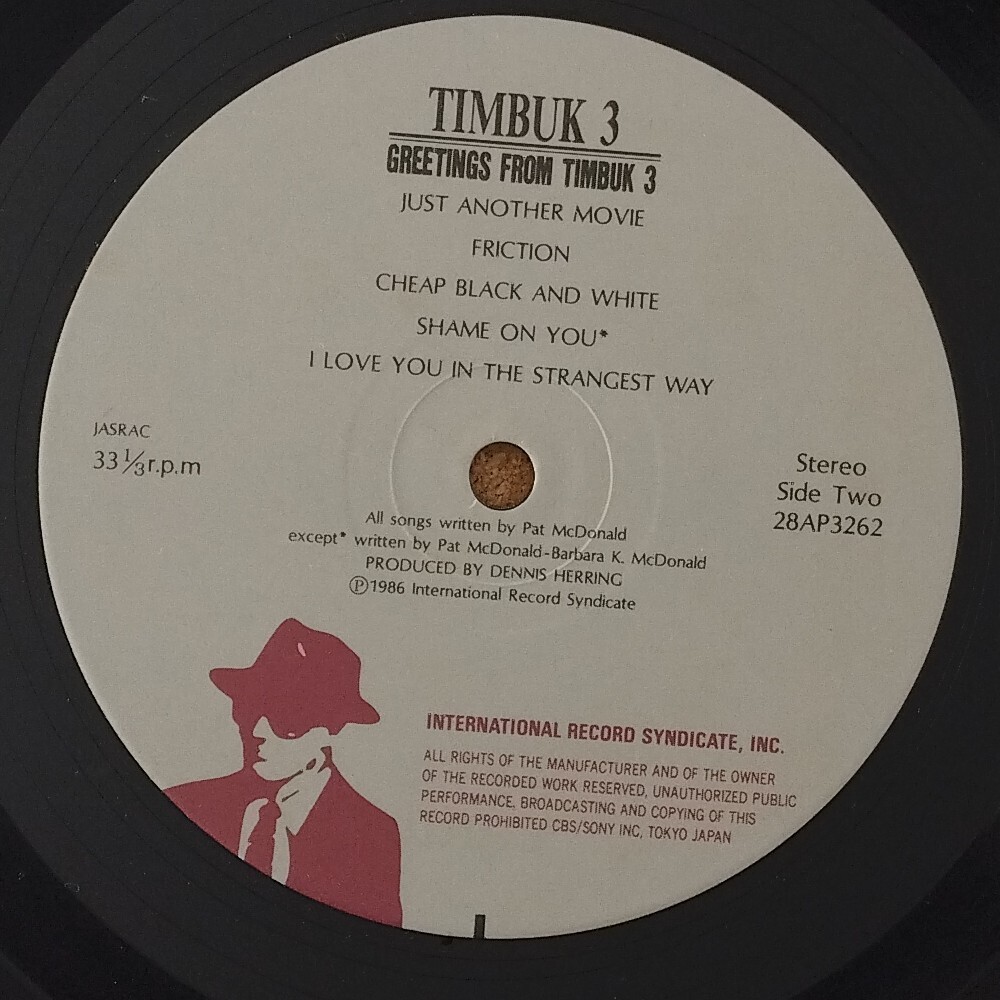 TIMBUK 3
GREETINGS FROM TIMBUK 3
JUST ANOTHER MOVIE
FRICTION
CHEAP BLACK AND WHITE
SHAME ON YOU*
I LOVE YOU IN THE STRANGEST WAY
JASRAC
33 1/3 r.p.m
Stereo
Side Two
28AP3262
All songs written by Pat McDonald
except* written by Pat McDonald-Barbara K. McDonald
PRODUCED BY DENNIS HERRING
Ⓟ1986 International Record Syndicate
INTERNATIONAL RECORD SYNDICATE, INC.
ALL RIGHTS OF THE MANUFACTURER AND OF THE OWNER
OF THE RECORDED WORK RESERVED, UNAUTHORIZED PUBLIC
PERFORMANCE, BROADCASTING AND COPYING OF THIS
RECORD PROHIBITED CBS/SONY INC, TOKYO JAPAN